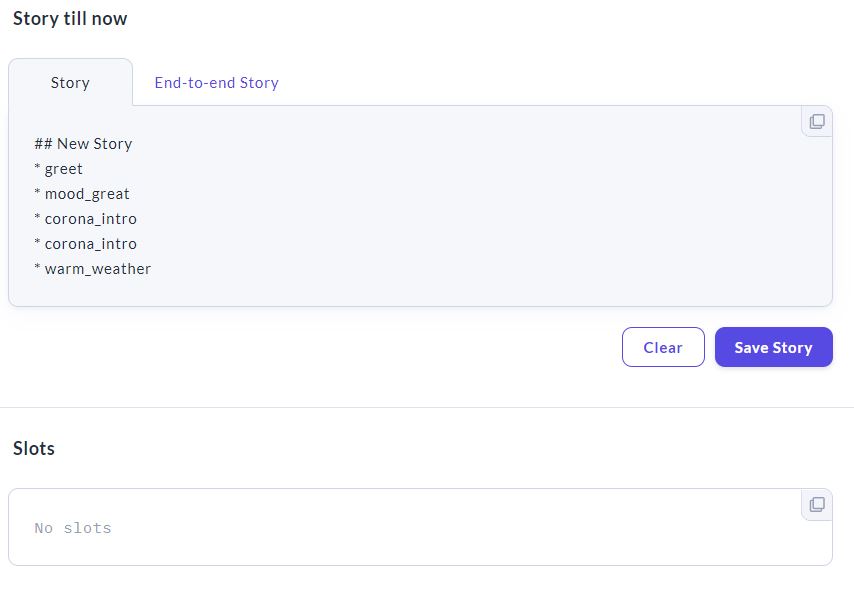 Story till now
Story
End-to-end Story
## New Story
* greet
* mood_great
* corona_intro
* corona_intro
* warm_weather
Clear
Save Story
Slots
No slots